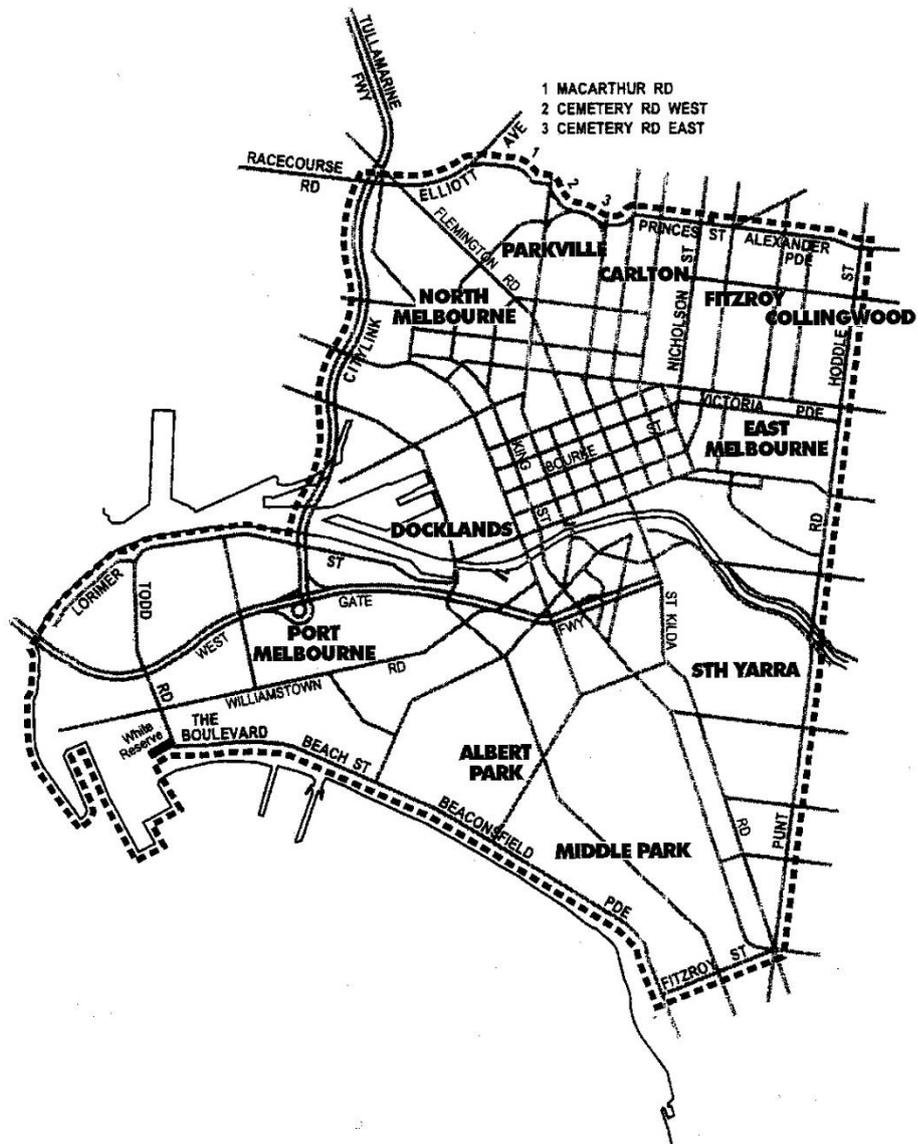 TULLAMARINE
FWY
1 MACARTHUR RD
2 CEMETERY RD WEST
3 CEMETERY RD EAST
RACECOURSE
RD
ELLIOTT
AVE
1
2
3
FLEMINGTON
RD
PARKVILLE
PRINCES ST
ALEXANDER
PDE
CARLTON
NORTH
MELBOURNE
NICHOLSON
ST
FITZROY
COLLINGWOOD
HODDLE
ST
CITYLINK
VICTORIA
PDE
EAST
MELBOURNE
KING
ST
BOURKE
ST
DOCKLANDS
RD
LORIMER
ST
TODD
RD
WEST
GATE
FWY
PORT
MELBOURNE
ST KILDA
RD
STH YARRA
WILLIAMSTOWN
RD
White
Reserve
THE
BOULEVARD
BEACH ST
ALBERT
PARK
BEACONSFIELD
PDE
MIDDLE PARK
PUNT
FITZROY ST